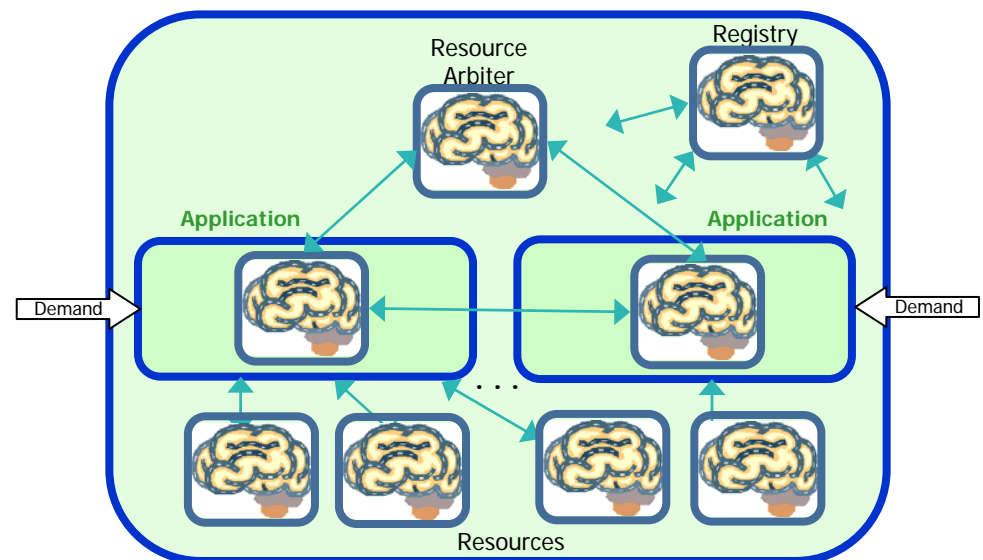 Registry
Resource
Arbiter
Application
Application
Demand
Demand
. . .
Resources